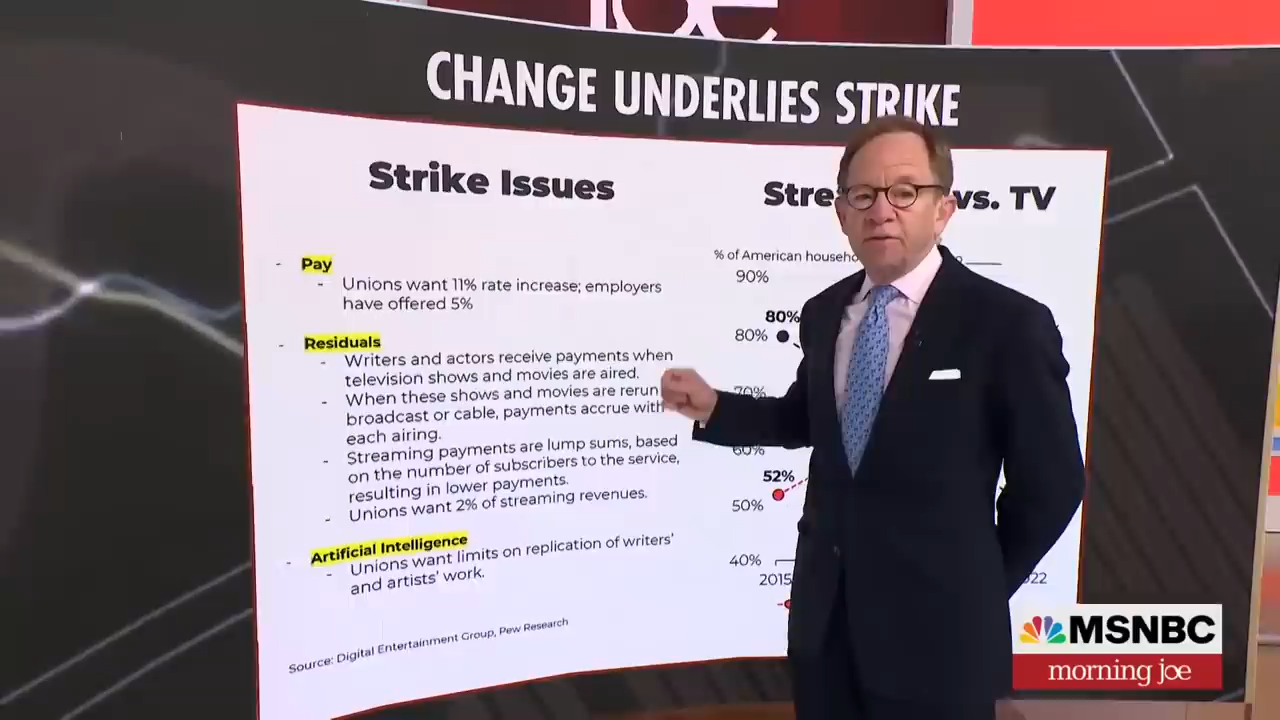 joe
CHANGE UNDERLIES STRIKE
Strike Issues
- Pay
- Unions want 11% rate increase; employers
have offered 5%
- Residuals
- Writers and actors receive payments when
television shows and movies are aired.
- When these shows and movies are rerun
broadcast or cable, payments accrue with
each airing.
- Streaming payments are lump sums, based
on the number of subscribers to the service,
resulting in lower payments.
- Unions want 2% of streaming revenues.
- Artificial Intelligence
- Unions want limits on replication of writers'
and artists' work.
Source: Digital Entertainment Group, Pew Research
vs. TV
% of American
90%
80%
80%
70%
60%
52%
50%
40%
2015
MSNBC
morning joe